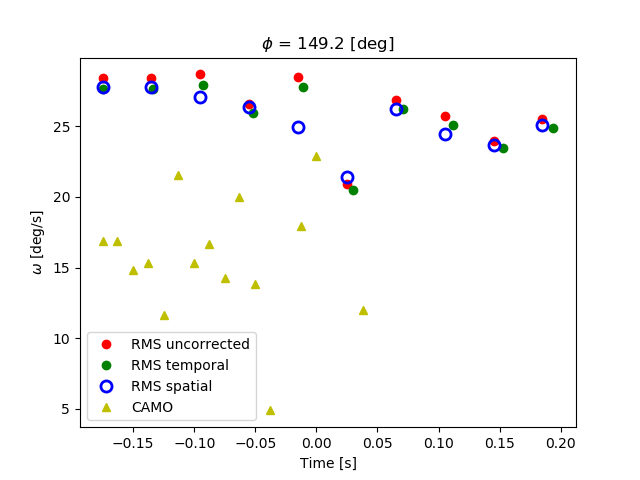 ϕ = 149.2 [deg]
25
20
15
10
5
ω [deg/s]
RMS uncorrected
RMS temporal
RMS spatial
CAMO
−0.15 −0.10 −0.05 0.00 0.05 0.10 0.15 0.20
Time [s]